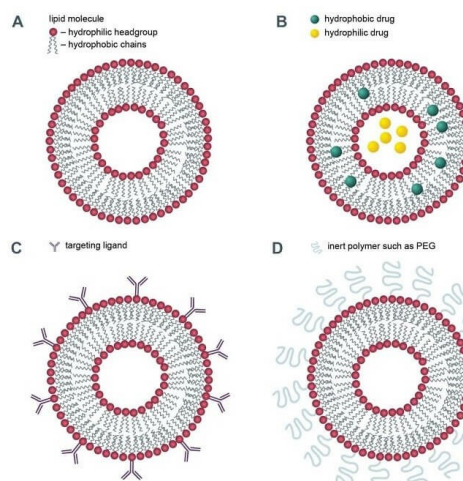 A
lipid molecule
– hydrophilic headgroup
– hydrophobic chains
B
hydrophobic drug
hydrophilic drug
C
targeting ligand
D
inert polymer such as PEG